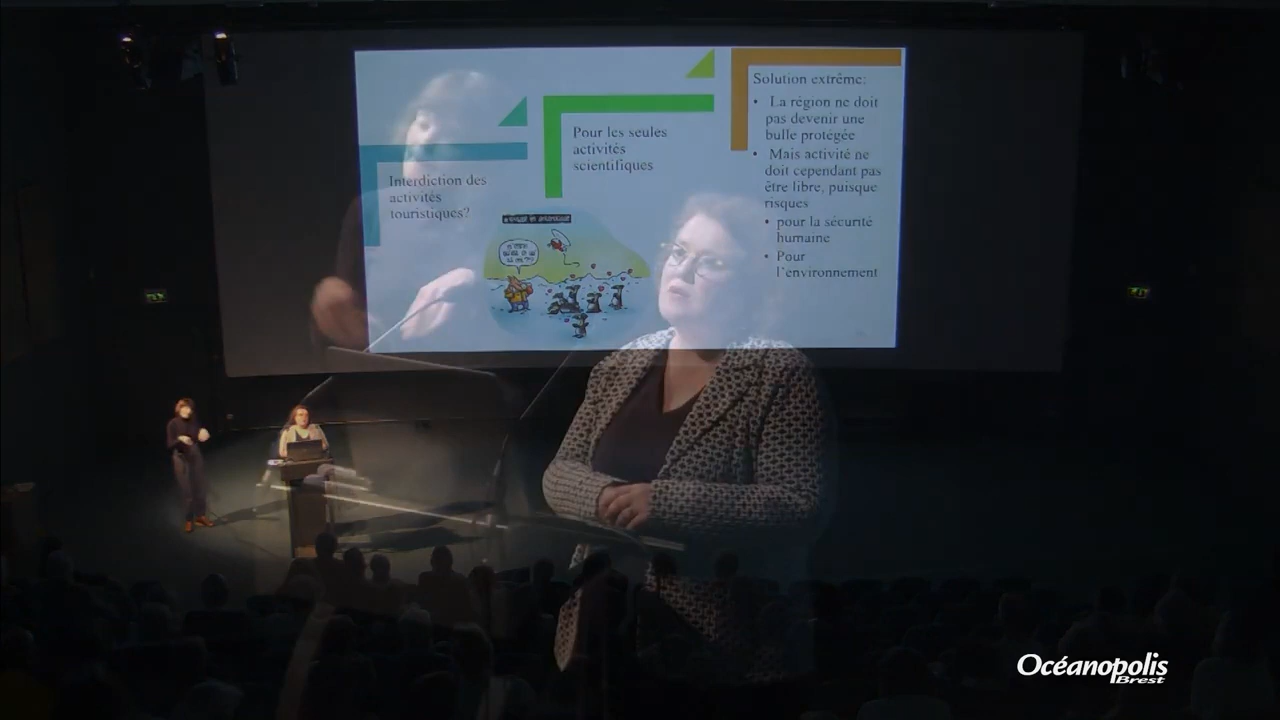 Interdiction des
activités
touristiques?
Pour les seules
activités
scientifiques
Solution extrême:
• La région ne doit
pas devenir une
bulle protégée
• Mais activité ne
doit cependant pas
être libre, puisque
risques
• pour la sécurité
humaine
• Pour
l'environnement
Océanopolis
Brest